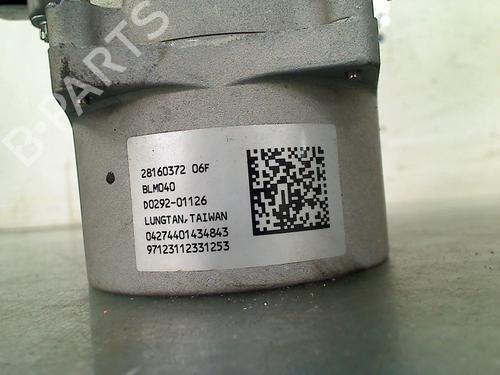 B-PARTS
28160372 06F
BLM040
D0292-01126
LUNGTAN, TAIWAN
04274401434843
97123112331253